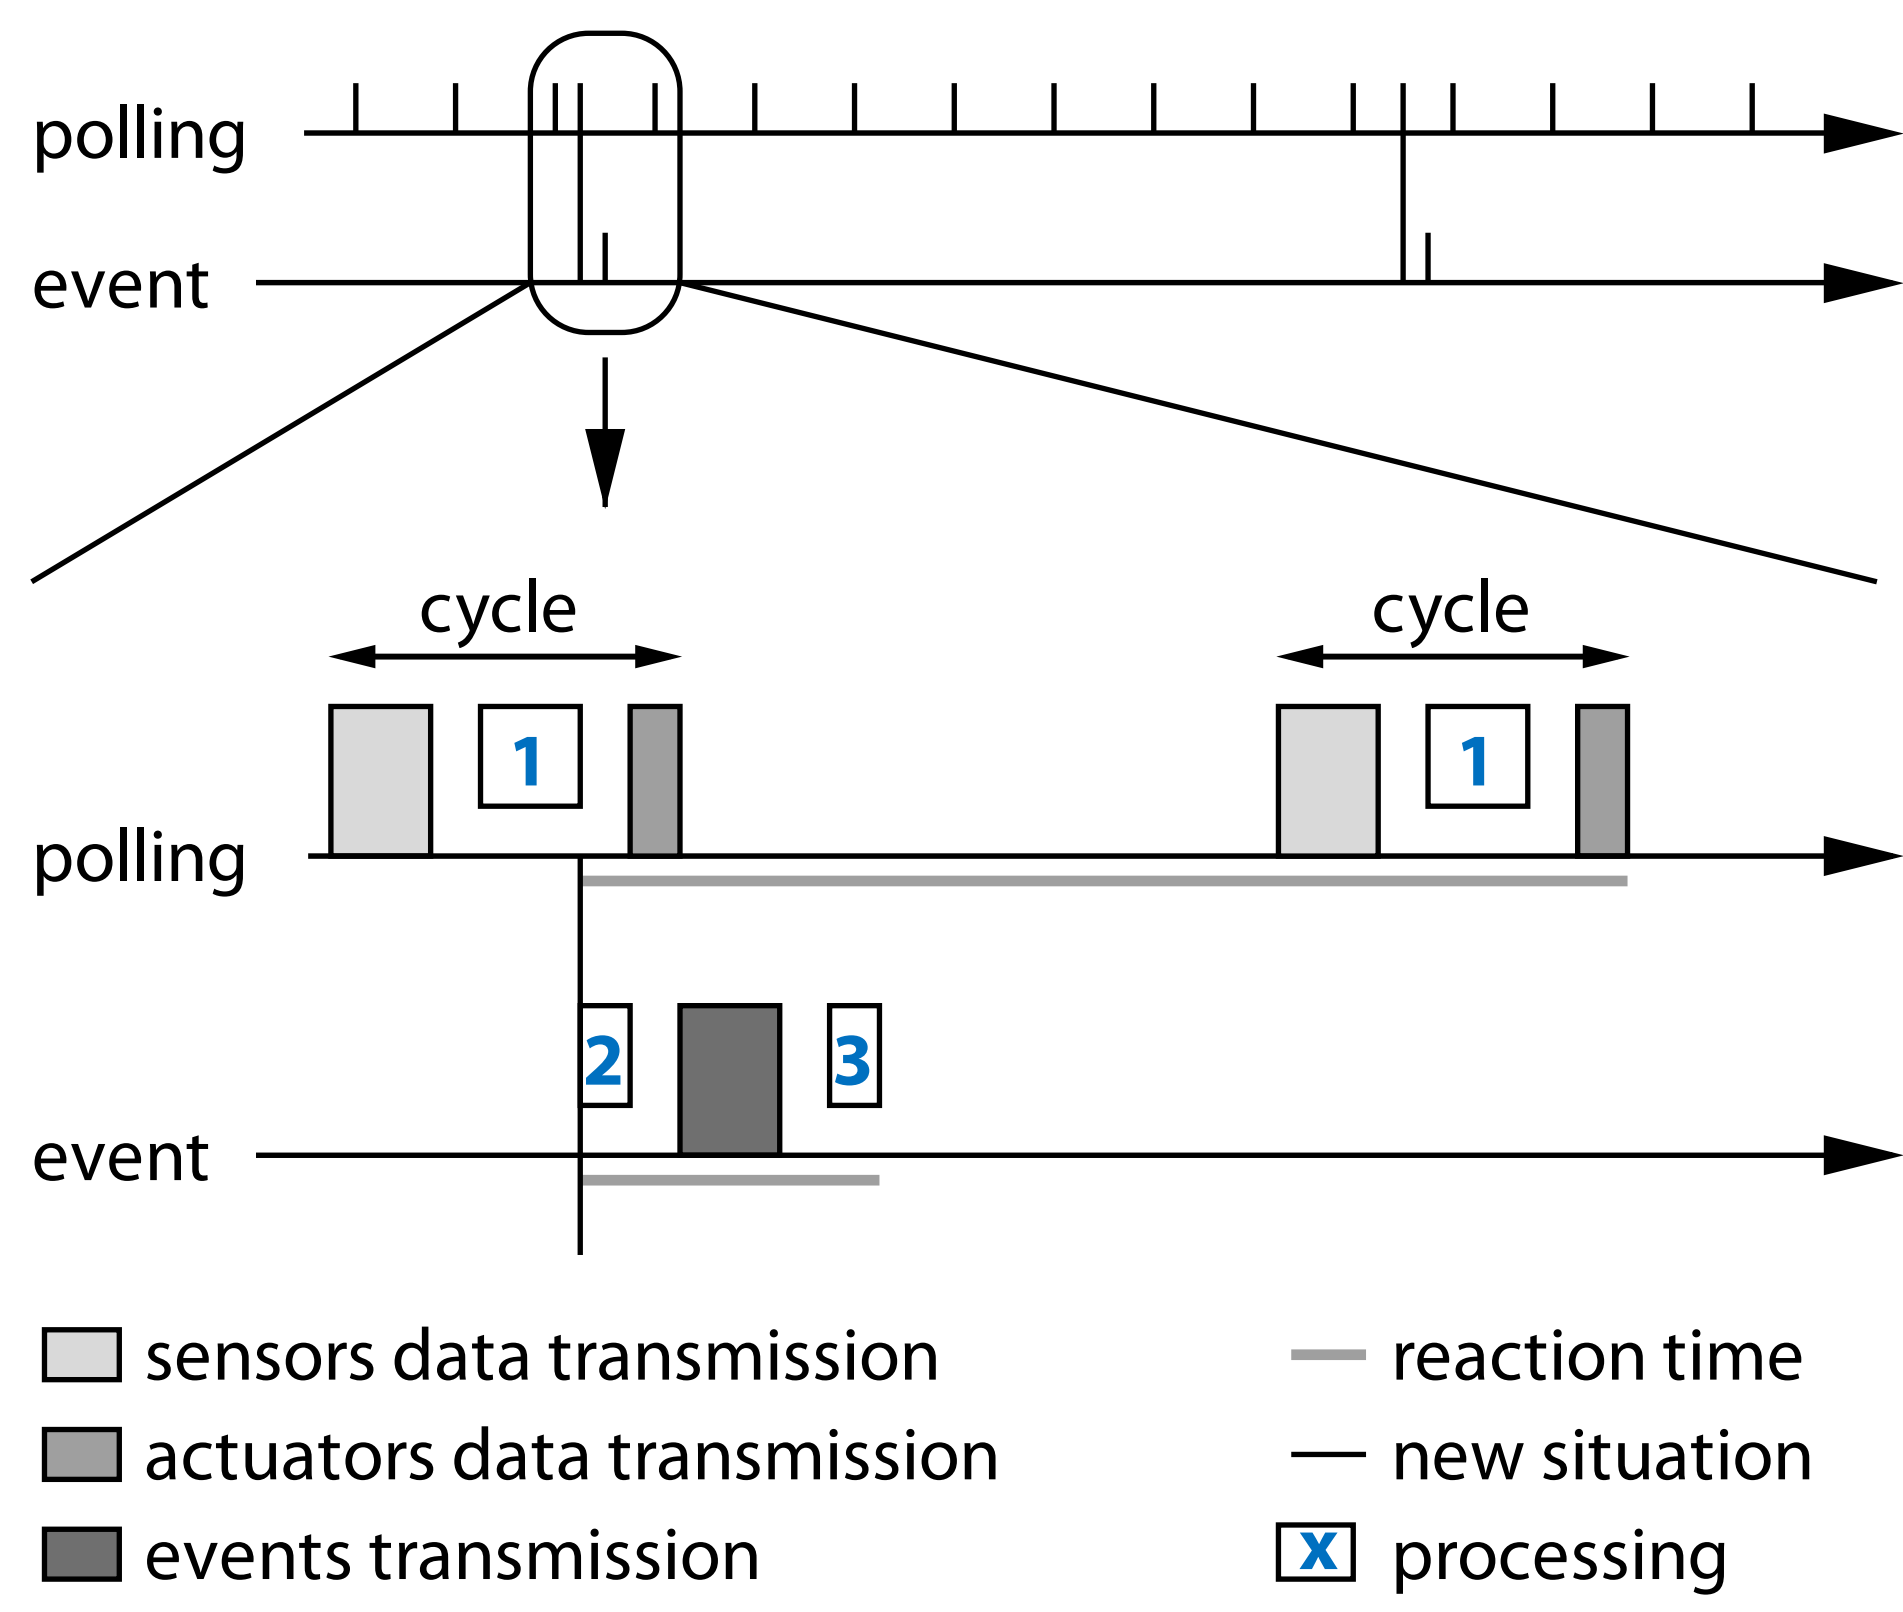 polling
event
cycle
cycle
1
1
polling
2
3
event
sensors data transmission
reaction time
actuators data transmission
new situation
events transmission
x
processing